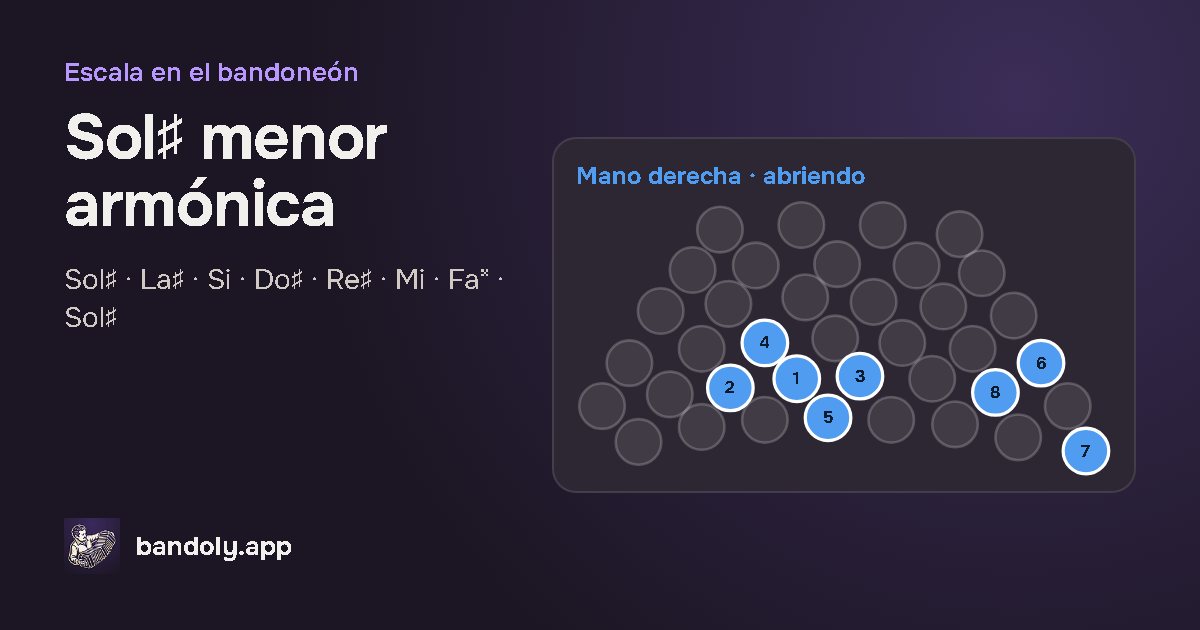 Escala en el bandoneón
Sol♯ menor
armónica
Sol♯ · La♯ · Si · Do♯ · Re♯ · Mi · Fa𝄪 ·
Sol♯
Mano derecha · abriendo
4
6
1
3
2
8
5
7
bandoly.app